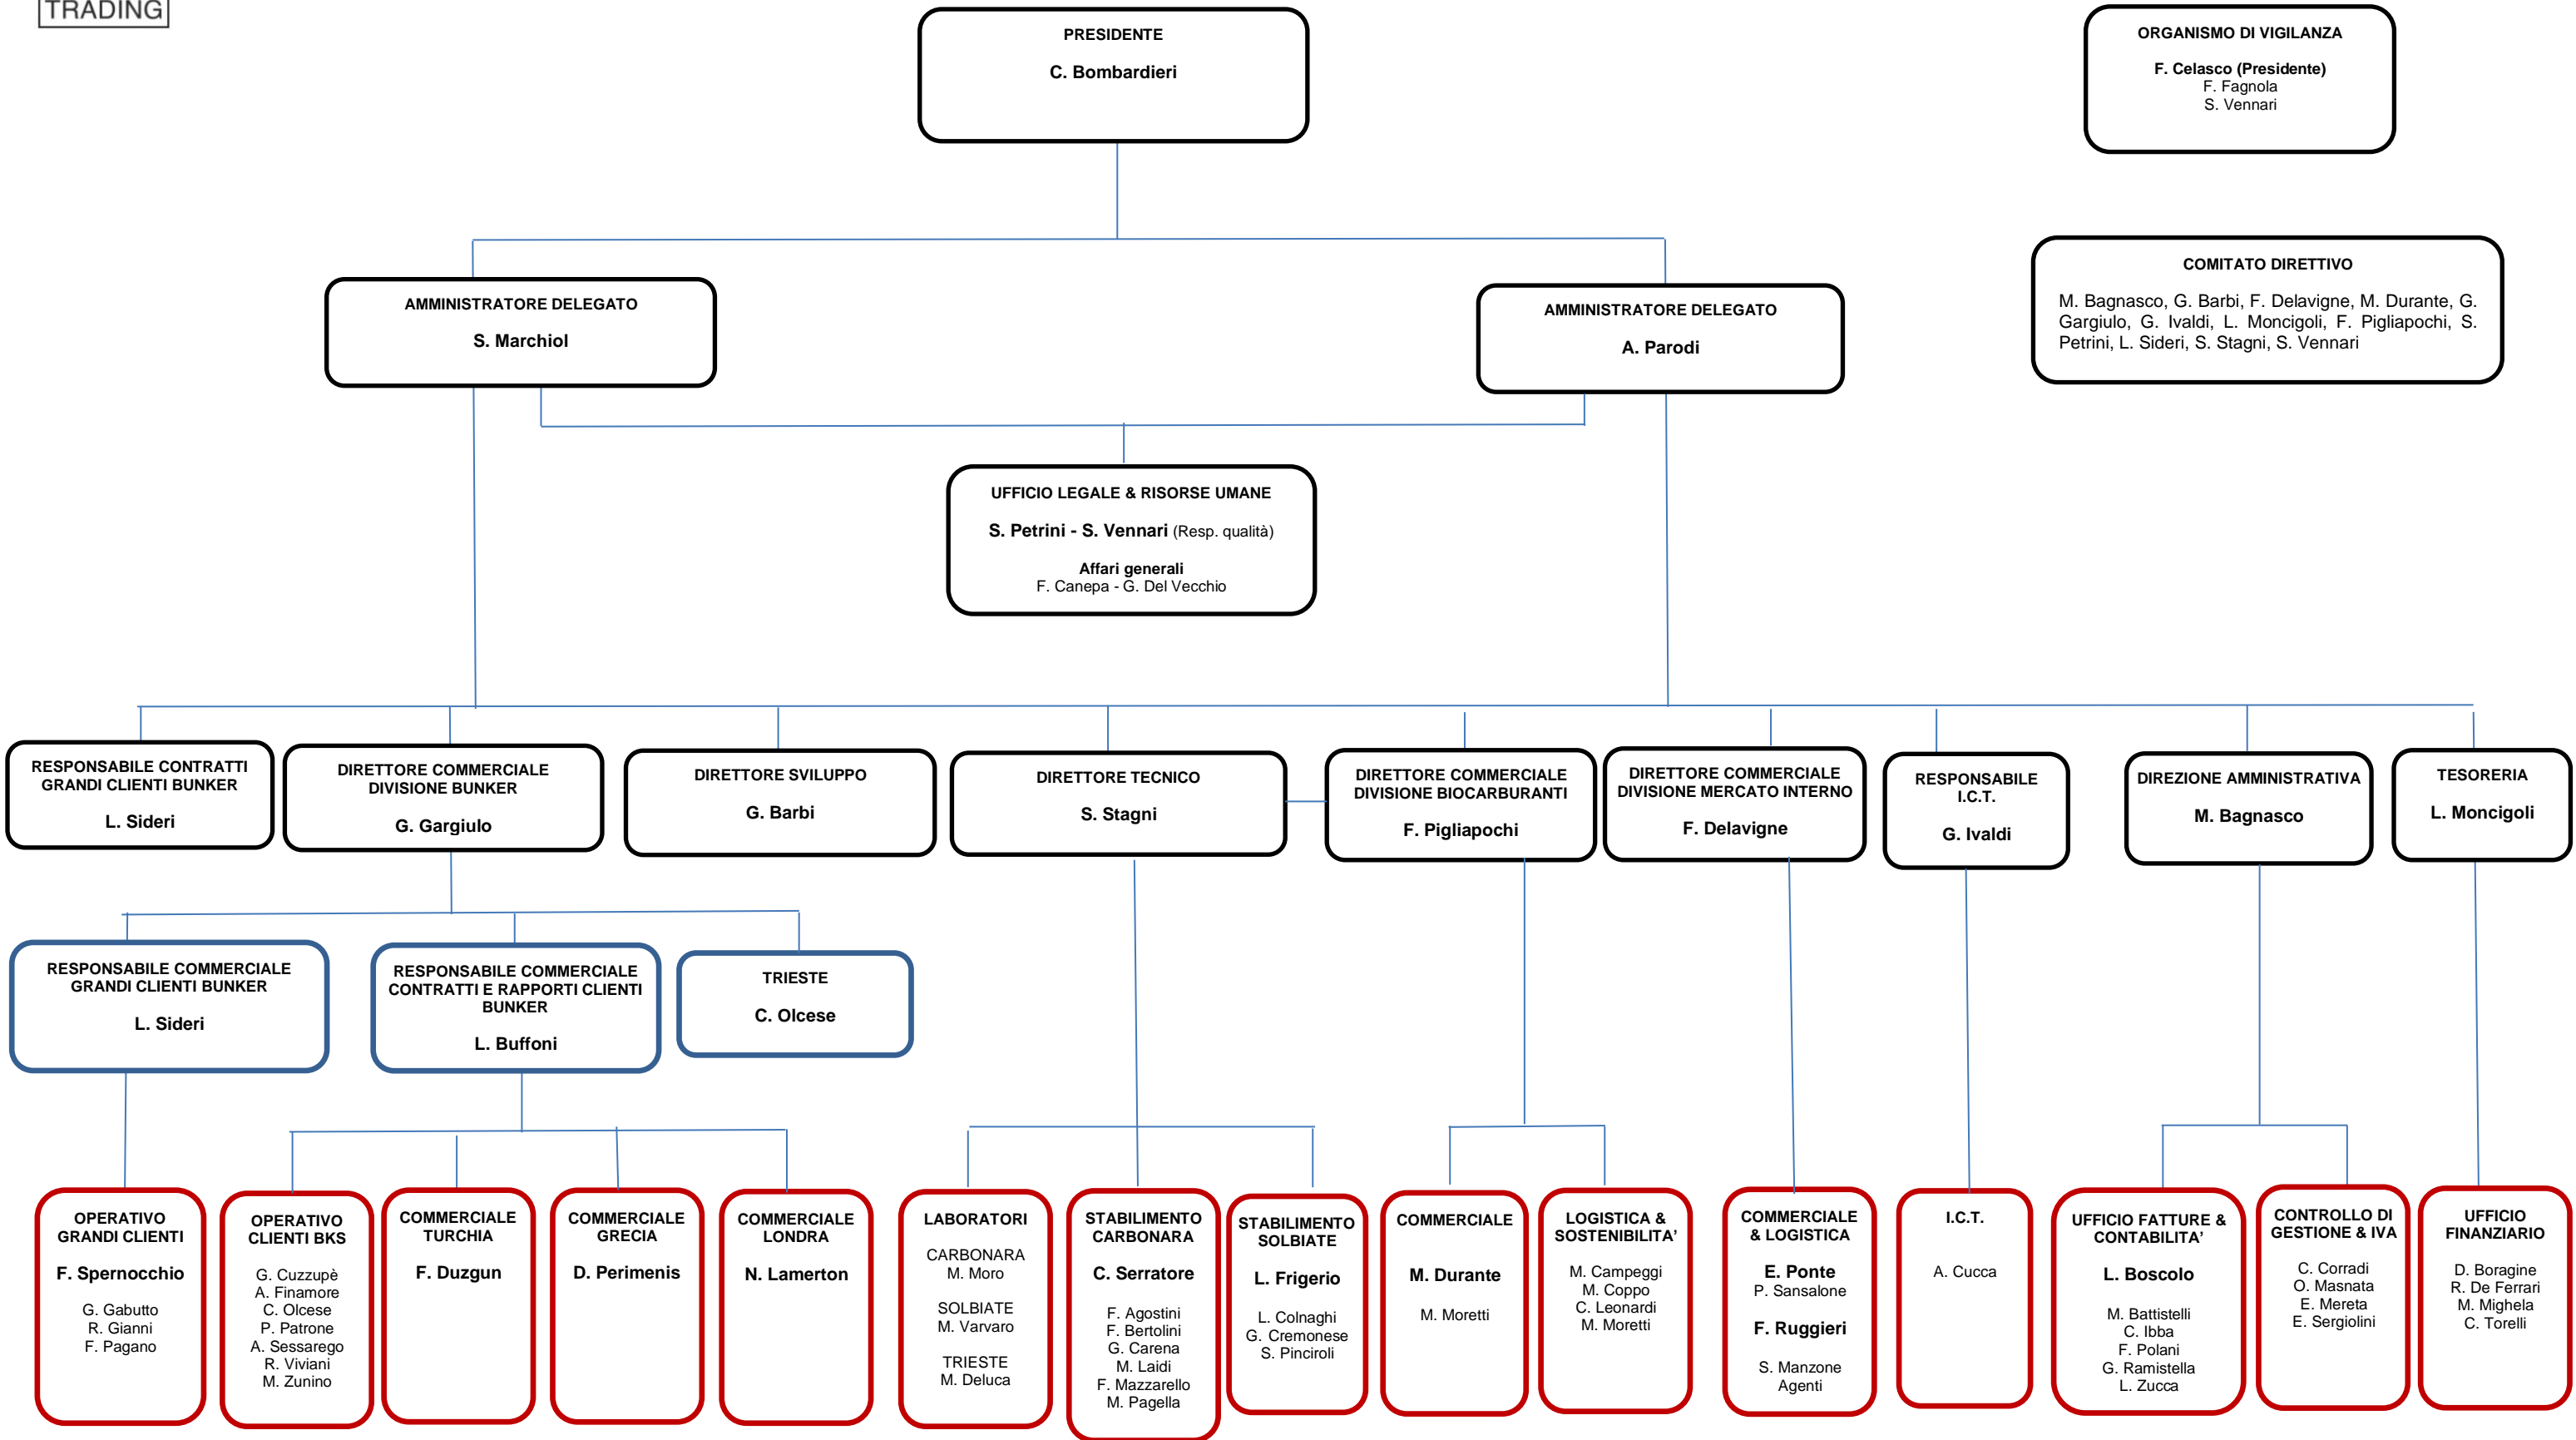 TRADING
PRESIDENTE
C. Bombardieri
ORGANISMO DI VIGILANZA
F. Celasco (Presidente)
F. Fagnola
S. Vennari
COMITATO DIRETTIVO
M. Bagnasco, G. Barbi, F. Delavigne, M. Durante, G.
Gargiulo, G. Ivaldi, L. Moncigoli, F. Pigliapochi, S.
Petrini, L. Sideri, S. Stagni, S. Vennari
AMMINISTRATORE DELEGATO
S. Marchiol
AMMINISTRATORE DELEGATO
A. Parodi
UFFICIO LEGALE & RISORSE UMANE
S. Petrini - S. Vennari (Resp. qualità)
Affari generali
F. Canepa - G. Del Vecchio
RESPONSABILE CONTRATTI
GRANDI CLIENTI BUNKER
L. Sideri
DIRETTORE COMMERCIALE
DIVISIONE BUNKER
G. Gargiulo
DIRETTORE SVILUPPO
G. Barbi
DIRETTORE TECNICO
S. Stagni
DIRETTORE COMMERCIALE
DIVISIONE BIOCARBURANTI
F. Pigliapochi
DIRETTORE COMMERCIALE
DIVISIONE MERCATO INTERNO
F. Delavigne
RESPONSABILE
I.C.T.
G. Ivaldi
DIREZIONE AMMINISTRATIVA
M. Bagnasco
TESORERIA
L. Moncigoli
RESPONSABILE COMMERCIALE
GRANDI CLIENTI BUNKER
L. Sideri
RESPONSABILE COMMERCIALE
CONTRATTI E RAPPORTI CLIENTI
BUNKER
L. Buffoni
TRIESTE
C. Olcese
OPERATIVO
GRANDI CLIENTI
F. Spernocchio
G. Gabutto
R. Gianni
F. Pagano
OPERATIVO
CLIENTI BKS
G. Cuzzupè
A. Finamore
C. Olcese
P. Patrone
A. Sessarego
R. Viviani
M. Zunino
COMMERCIALE
TURCHIA
F. Duzgun
COMMERCIALE
GRECIA
D. Perimenis
COMMERCIALE
LONDRA
N. Lamerton
LABORATORI
CARBONARA
M. Moro
SOLBIATE
M. Varvaro
TRIESTE
M. Deluca
STABILIMENTO
CARBONARA
C. Serratore
F. Agostini
F. Bertolini
G. Carena
M. Laidi
F. Mazzarello
M. Pagella
STABILIMENTO
SOLBIATE
L. Frigerio
L. Colnaghi
G. Cremonese
S. Pinciroli
COMMERCIALE
M. Durante
M. Moretti
LOGISTICA &
SOSTENIBILITA’
M. Campeggi
M. Coppo
C. Leonardi
M. Moretti
COMMERCIALE
& LOGISTICA
E. Ponte
P. Sansalone
F. Ruggieri
S. Manzone
Agenti
I.C.T.
A. Cucca
UFFICIO FATTURE &
CONTABILITA’
L. Boscolo
M. Battistelli
C. Ibba
F. Polani
G. Ramistella
L. Zucca
CONTROLLO DI
GESTIONE & IVA
C. Corradi
O. Masnata
E. Mereta
E. Sergiolini
UFFICIO
FINANZIARIO
D. Boragine
R. De Ferrari
M. Mighela
C. Torelli